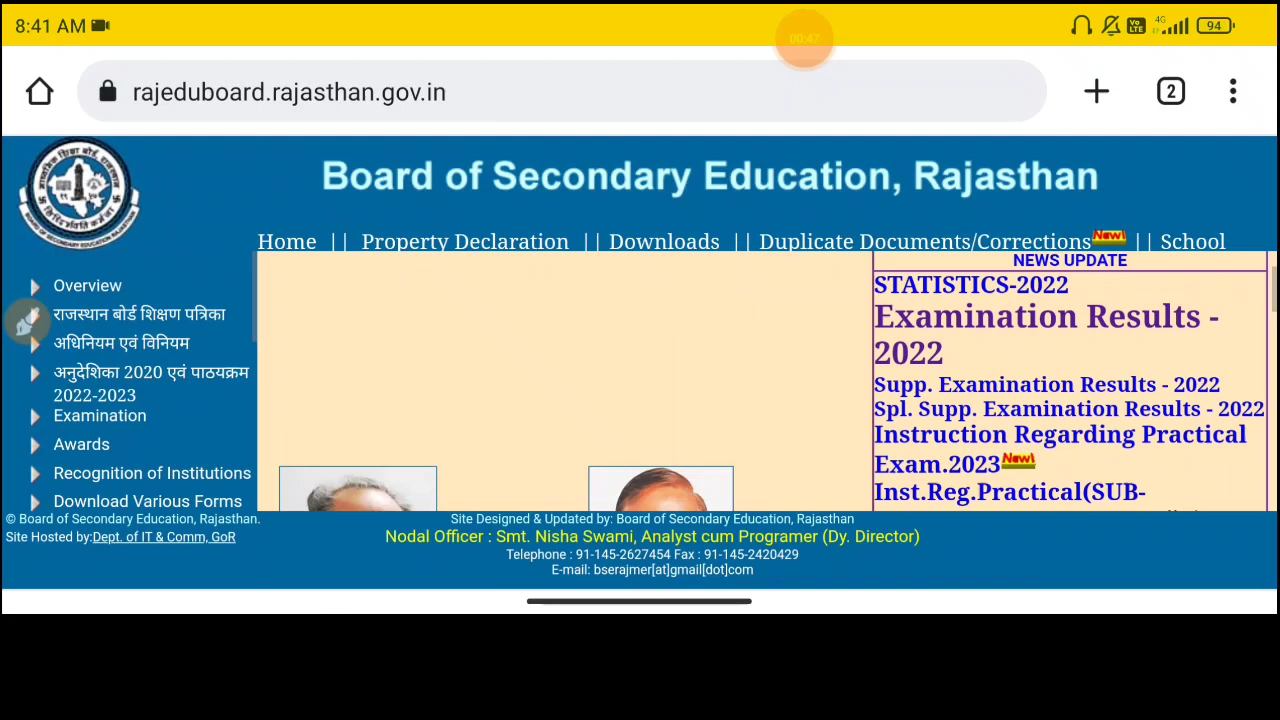 8:41 AM
00:47
4G
Vo LTE
94
rajeduboard.rajasthan.gov.in
2
Board of Secondary Education, Rajasthan
Home || Property Declaration || Downloads || Duplicate Documents/Corrections New! || School
Overview
राजस्थान बोर्ड शिक्षण पत्रिका
अधिनियम एवं विनियम
अनुदेशिका 2020 एवं पाठयक्रम
2022-2023
Examination
Awards
Recognition of Institutions
Download Various Forms
NEWS UPDATE
STATISTICS-2022
Examination Results -
2022
Supp. Examination Results - 2022
Spl. Supp. Examination Results - 2022
Instruction Regarding Practical
Exam.2023 New!
Inst.Reg.Practical(SUB-
© Board of Secondary Education, Rajasthan.
Site Hosted by:Dept. of IT & Comm, GoR
Site Designed & Updated by: Board of Secondary Education, Rajasthan
Nodal Officer : Smt. Nisha Swami, Analyst cum Programer (Dy. Director)
Telephone : 91-145-2627454 Fax : 91-145-2420429
E-mail: bserajmer[at]gmail[dot]com